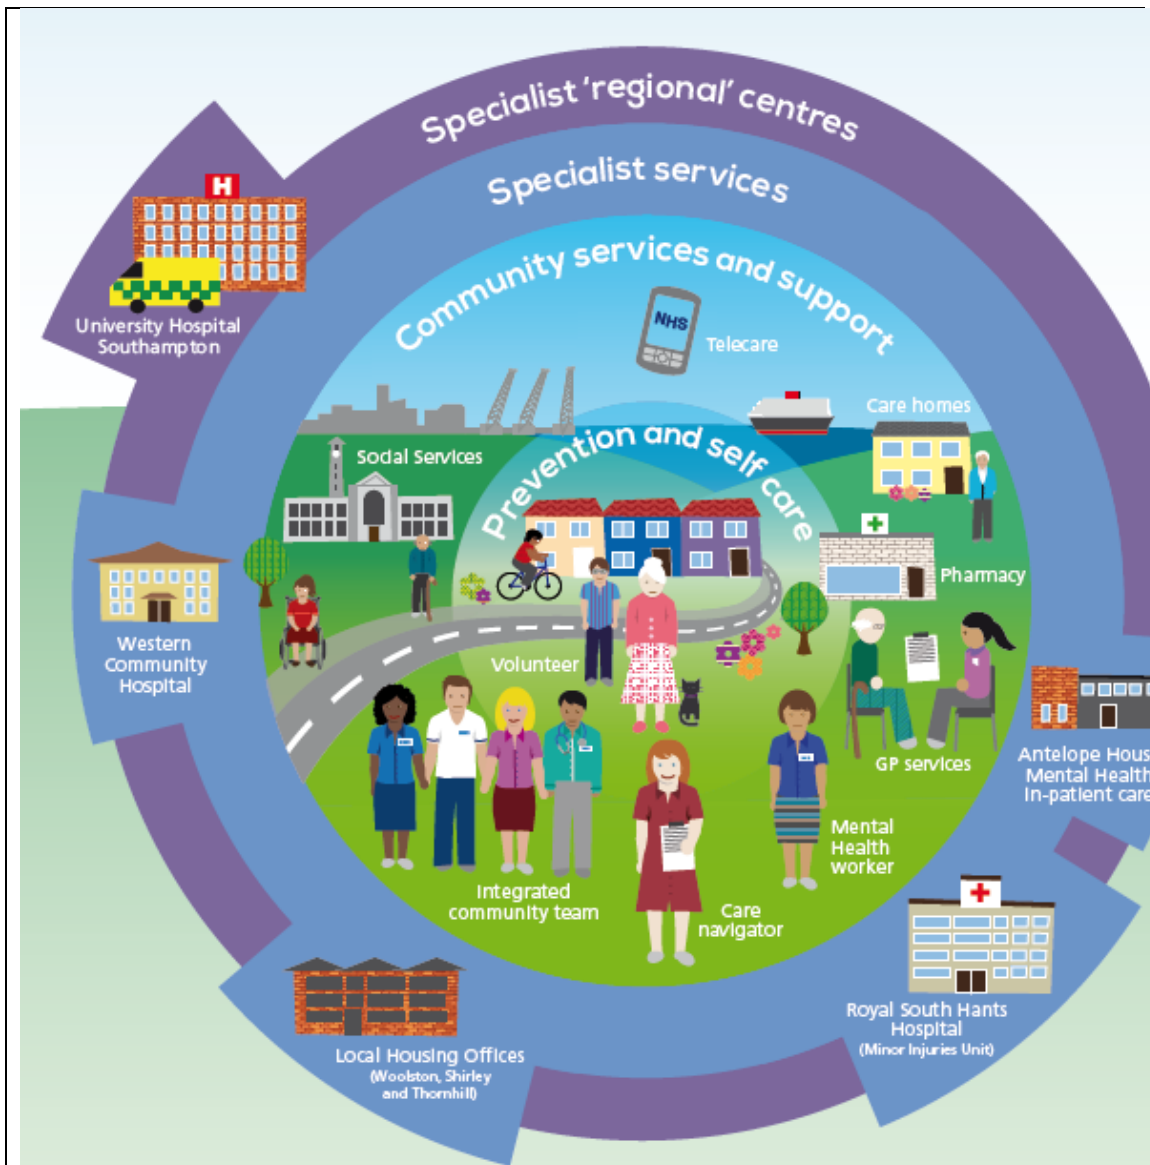 Specialist 'regional' centres
Specialist services
Community services and support
H
NHS
Telecare
University Hospital
Southampton
Care homes
Prevention and self care
Social Services
Pharmacy
Western
Community
Hospital
Volunteer
GP services
Antelope Hous
Mental Health
In-patient care
Mental
Health
worker
Integrated
community team
Care
navigator
Royal South Hants
Hospital
(Minor Injuries Unit)
Local Housing Offices
(Woolston, Shirley
and Thornhill)